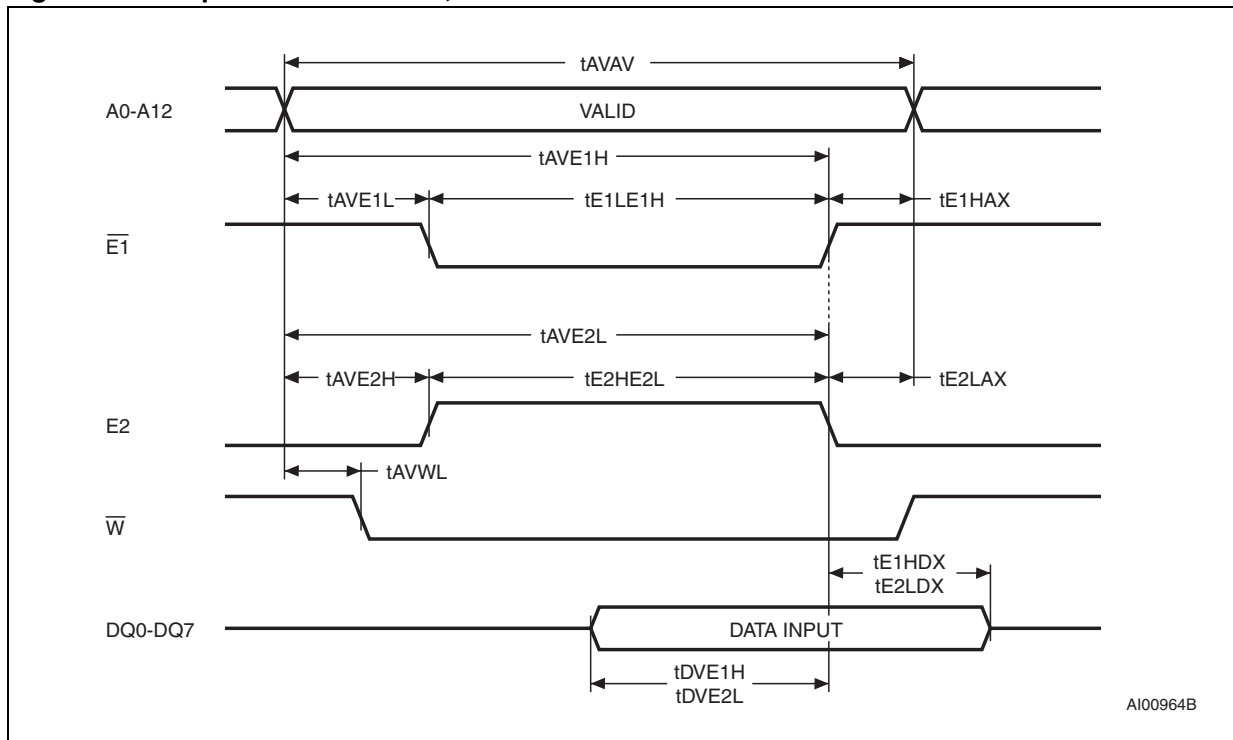 tAVAV
A0-A12
VALID
tAVE1H
tAVE1L
tE1LE1H
tE1HAX
E1
tAVE2L
tAVE2H
tE2HE2L
tE2LAX
E2
tAVWL
W
tE1HDX
tE2LDX
DQ0-DQ7
DATA INPUT
tDVE1H
tDVE2L
AI00964B